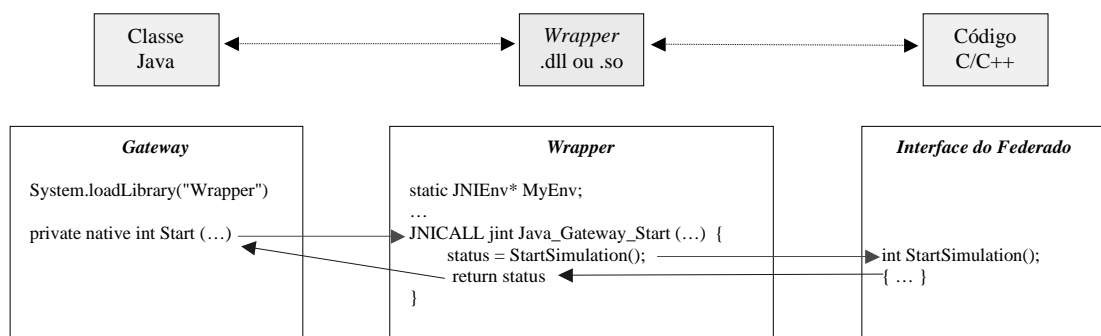 Classe
Java
Wrapper
.dll ou .so
Código
C/C++
Gateway
System.loadLibrary("Wrapper")
private native int Start (…)
Wrapper
static JNIEnv* MyEnv;
…
JNICALL jint Java_Gateway_Start (…) {
status = StartSimulation();
return status
}
Interface do Federado
int StartSimulation();
{ … }